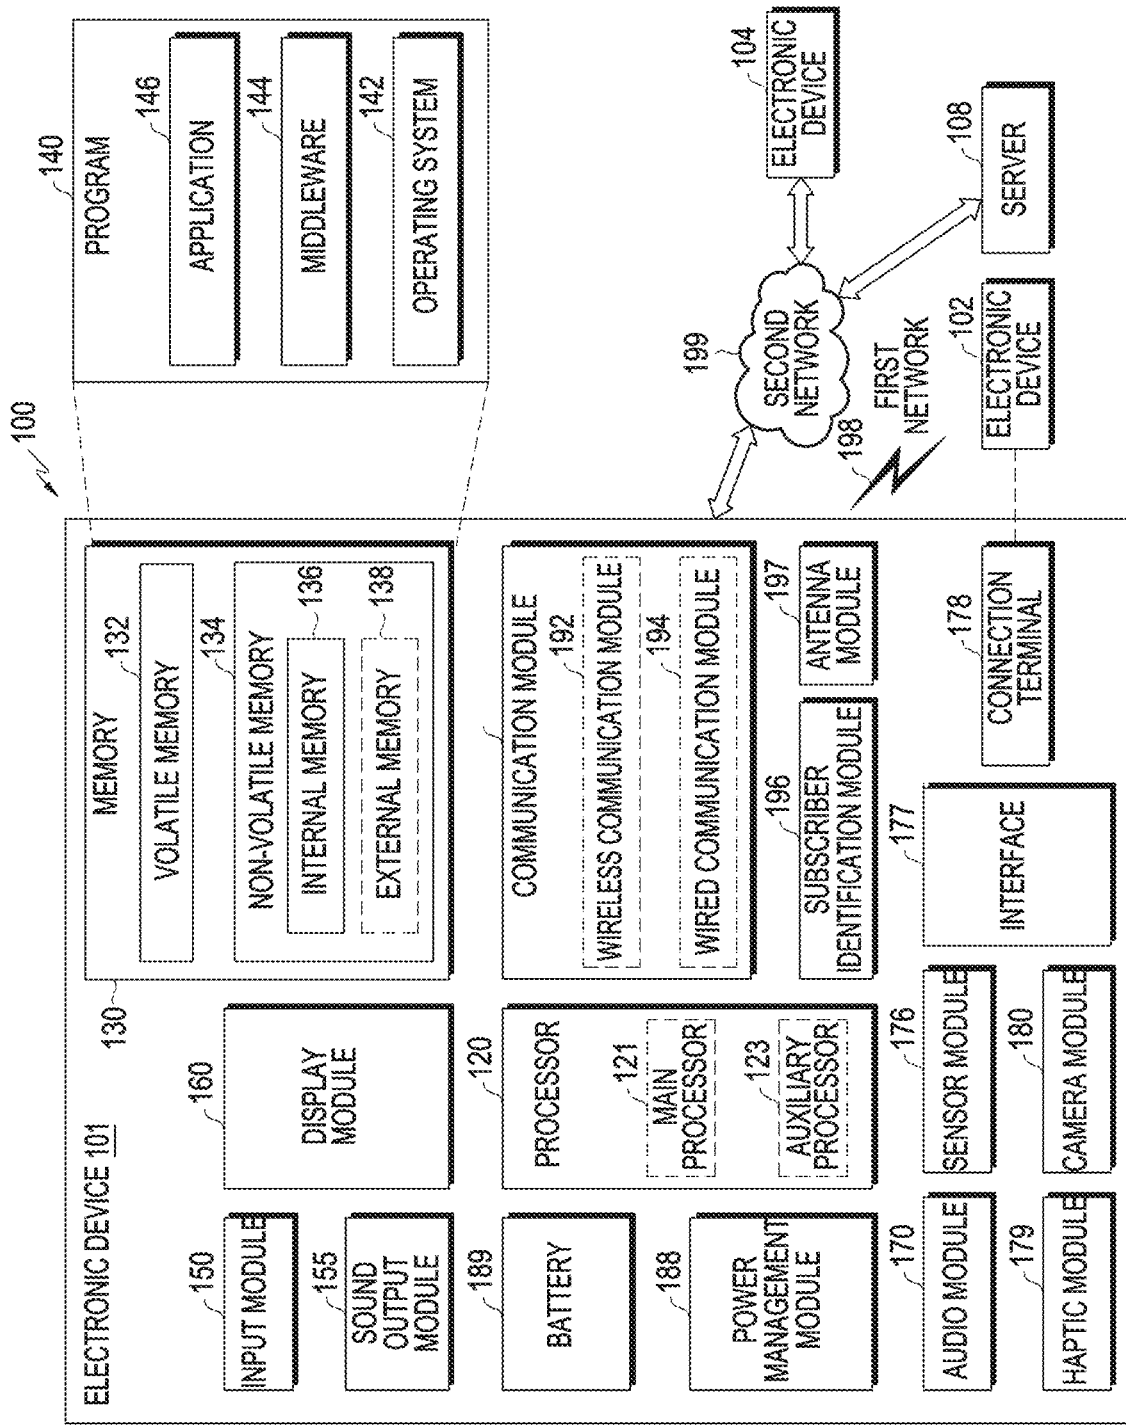 100
ELECTRONIC DEVICE 101
150
INPUT MODULE
155
SOUND
OUTPUT
MODULE
189
BATTERY
188
POWER
MANAGEMENT
MODULE
170
AUDIO MODULE
179
HAPTIC MODULE
160
DISPLAY
MODULE
120
PROCESSOR
121
MAIN
PROCESSOR
123
AUXILIARY
PROCESSOR
176
SENSOR MODULE
180
CAMERA MODULE
130
MEMORY
132
VOLATILE MEMORY
134
NON-VOLATILE MEMORY
136
INTERNAL MEMORY
138
EXTERNAL MEMORY
COMMUNICATION MODULE
192
WIRELESS COMMUNICATION MODULE
194
WIRED COMMUNICATION MODULE
196
SUBSCRIBER
IDENTIFICATION MODULE
197
ANTENNA
MODULE
177
INTERFACE
178
CONNECTION
TERMINAL
140
PROGRAM
146
APPLICATION
144
MIDDLEWARE
142
OPERATING SYSTEM
199
SECOND
NETWORK
198
FIRST
NETWORK
104
ELECTRONIC
DEVICE
108
SERVER
102
ELECTRONIC
DEVICE